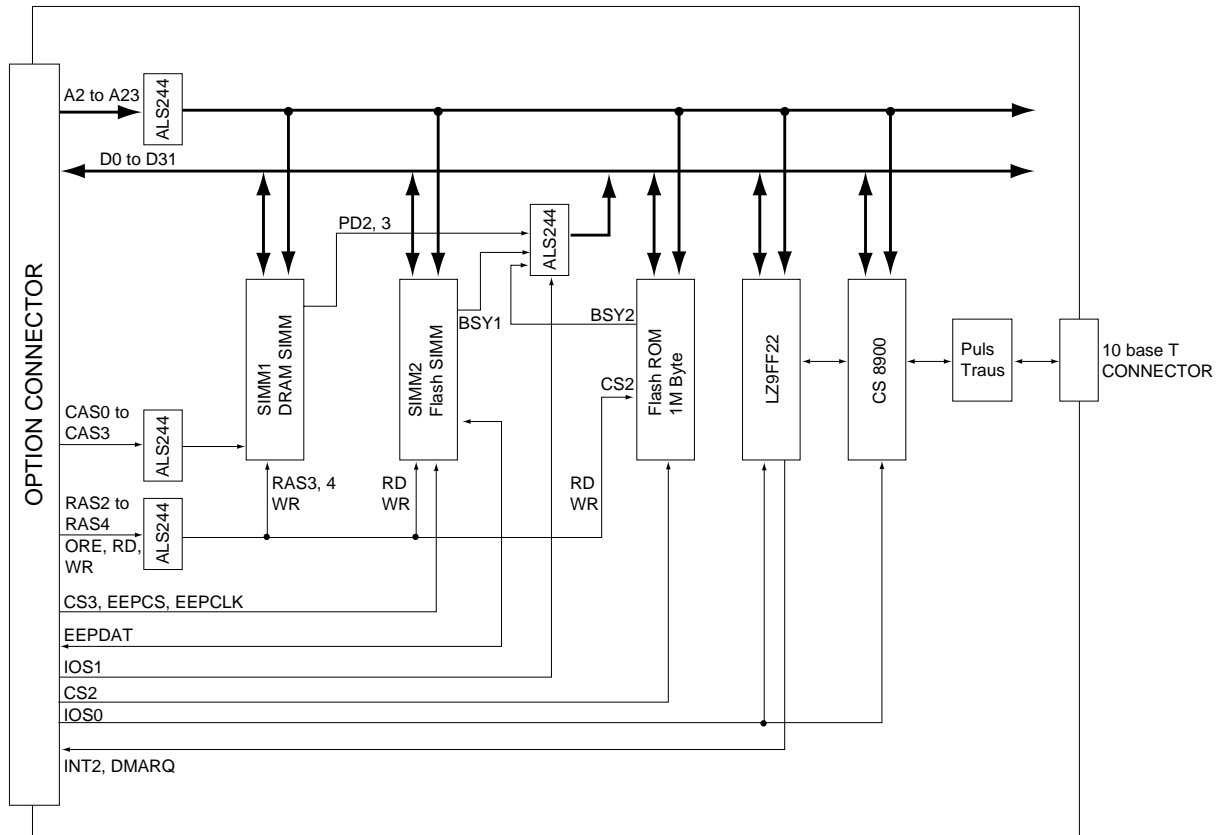 OPTION CONNECTOR
A2 to A23
ALS244
D0 to D31
PD2, 3
ALS244
BSY1
BSY2
CS2
SIMM1
DRAM SIMM
SIMM2
Flash SIMM
Flash ROM
1M Byte
LZ9FF22
CS 8900
Puls
Traus
10 base T
CONNECTOR
CAS0 to
CAS3
ALS244
RAS3, 4
WR
RD
WR
RD
WR
RAS2 to
RAS4
ORE, RD,
WR
ALS244
CS3, EEPCS, EEPCLK
EEPDAT
IOS1
CS2
IOS0
INT2, DMARQ